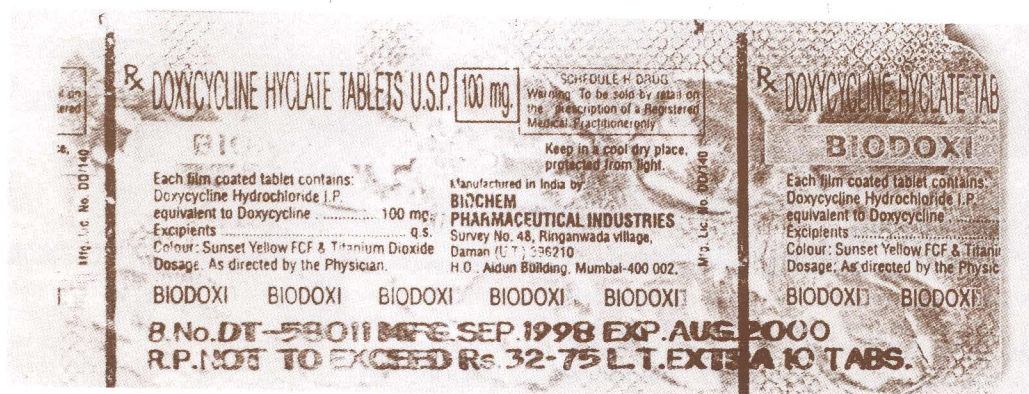 Rx DOXYCYCLINE HYCLATE TABLETS U.S.P. 100 mg.
SCHEDULE H DRUG
Warning To be sold by retail on
the prescription of a Registered
Medical Practitioneronly
BIO
Keep in a cool dry place,
protected from light.
Each film coated tablet contains:
Doxycycline Hydrochloride I.P.
equivalent to Doxycycline ............ 100 mg.
Excipients ............ q.s.
Colour: Sunset Yellow FCF & Titanium Dioxide
Dosage. As directed by the Physician.
Manufactured in India by:
BIOCHEM
PHARMACEUTICAL INDUSTRIES
Survey No. 48, Ringanwada village,
Daman (U.T.) 396210
H.O. Aidun Building, Mumbai-400 002.
Mfg. Lic. No. DD/140
Mfg. Lic. No. DD/140
BIODOXI BIODOXI BIODOXI BIODOXI BIODOXI
B.No.DT-58011 MFG.SEP.1998 EXP.AUG.2000
R.P.NOT TO EXCEED Rs.32-75 L.T.EXTRA 10 TABS.
Rx DOXYCYCLINE HYCLATE TAB
BIODOXI
Each film coated tablet contains:
Doxycycline Hydrochloride I.P.
equivalent to Doxycycline
Excipients ............
Colour: Sunset Yellow FCF & Titani
Dosage: As directed by the Physic
BIODOXI BIODOXI